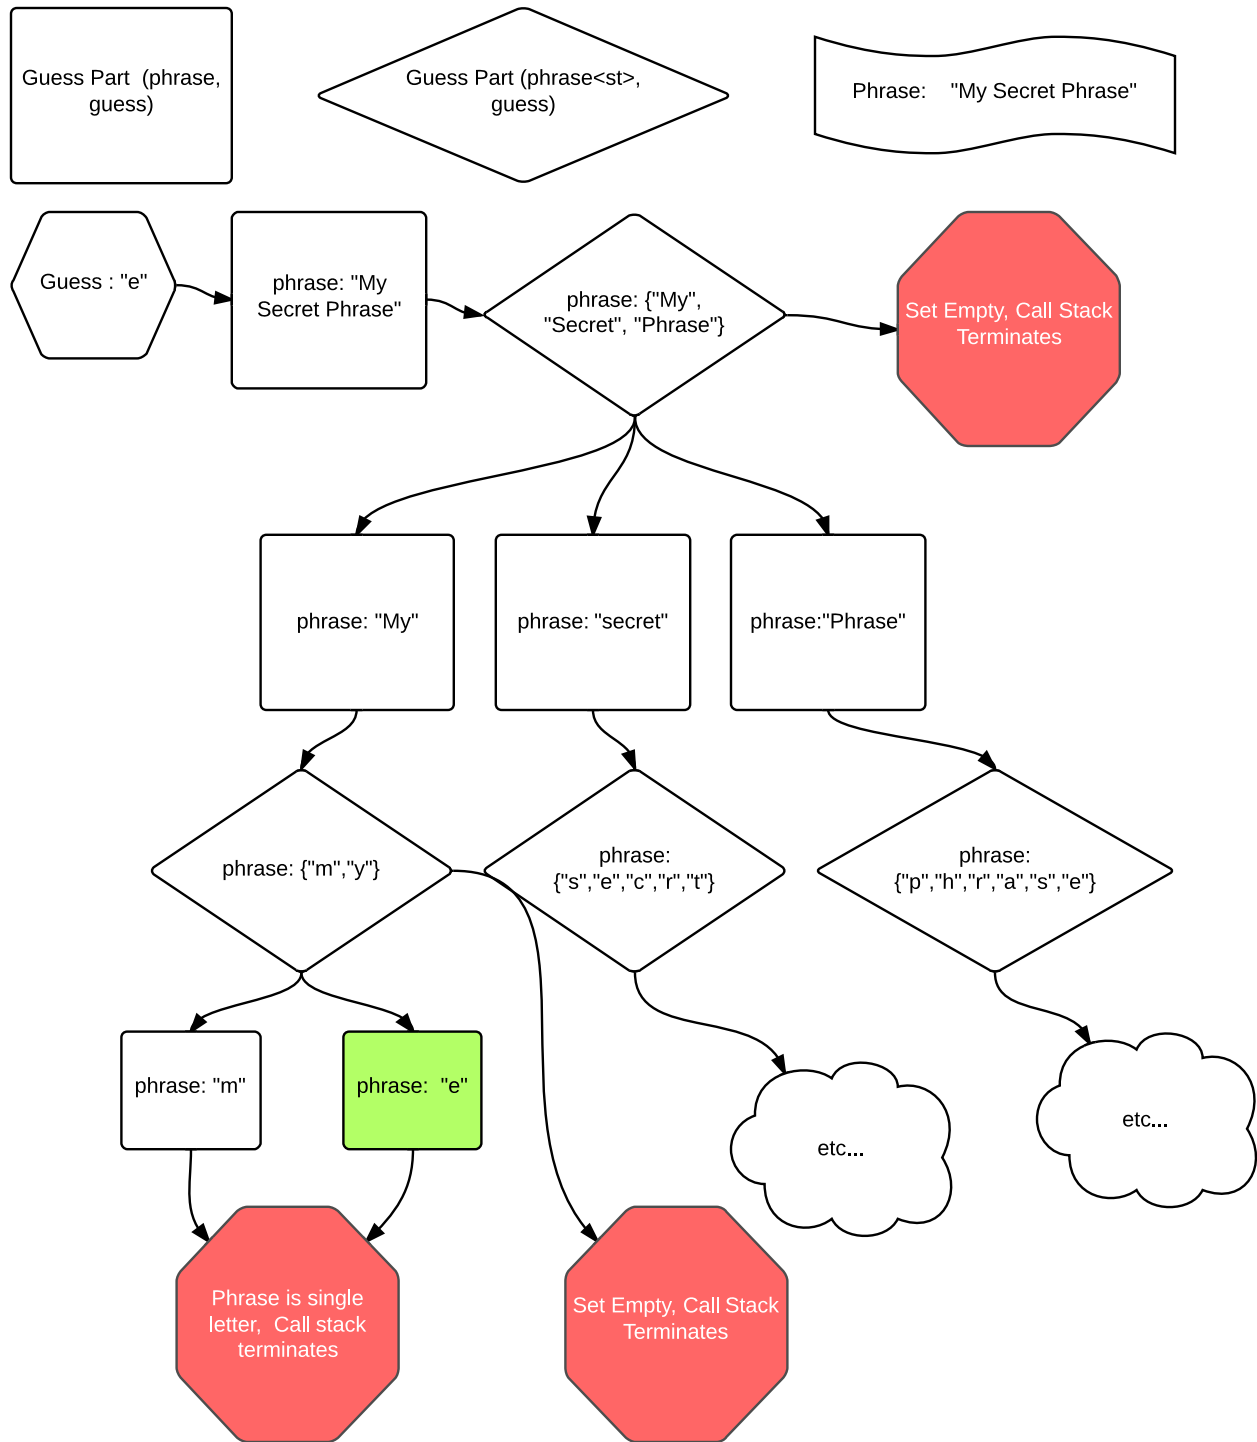 Guess Part  (phrase,
guess)
Guess Part (phrase<st>,
guess)
Phrase:    "My Secret Phrase"
Guess : "e"
phrase: "My
Secret Phrase"
phrase: {"My",
"Secret", "Phrase"}
Set Empty, Call Stack
Terminates
phrase: "My"
phrase: "secret"
phrase:"Phrase"
phrase: {"m","y"}
phrase:
{"s","e","c","r","t"}
phrase:
{"p","h","r","a","s","e"}
phrase: "m"
phrase:  "e"
etc...
etc...
Phrase is single
letter,  Call stack
terminates
Set Empty, Call Stack
Terminates